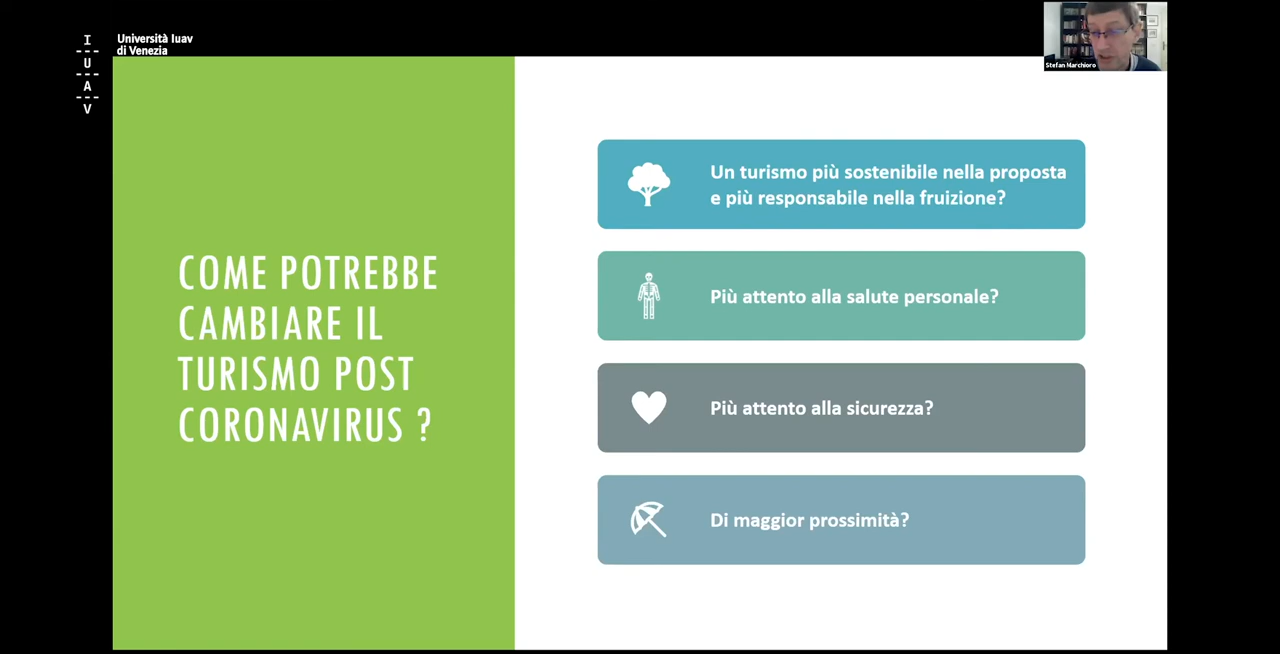 I
U
A
V
Università Iuav
di Venezia
Stefan Marchioro
COME POTREBBE
CAMBIARE IL
TURISMO POST
CORONAVIRUS ?
Un turismo più sostenibile nella proposta
e più responsabile nella fruizione?
Più attento alla salute personale?
Più attento alla sicurezza?
Di maggior prossimità?